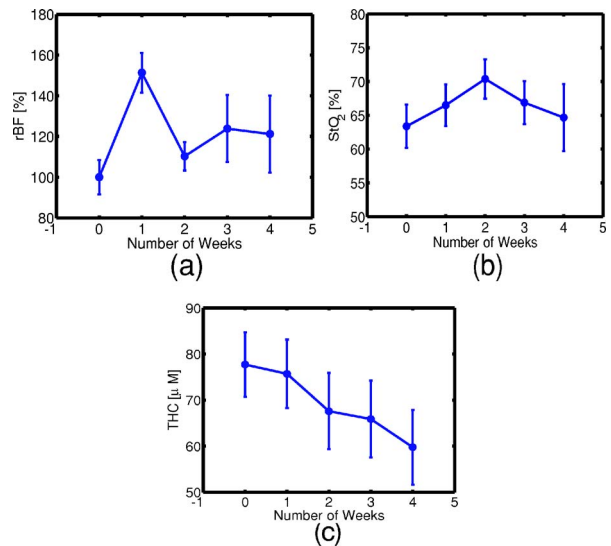 180
160
140
120
100
80
rBF [%]
-1 0 1 2 3 4 5
Number of Weeks
(a)
80
75
70
65
60
55
50
StO2 [%]
-1 0 1 2 3 4 5
Number of Weeks
(b)
90
80
70
60
50
THC [μ M]
-1 0 1 2 3 4 5
Number of Weeks
(c)